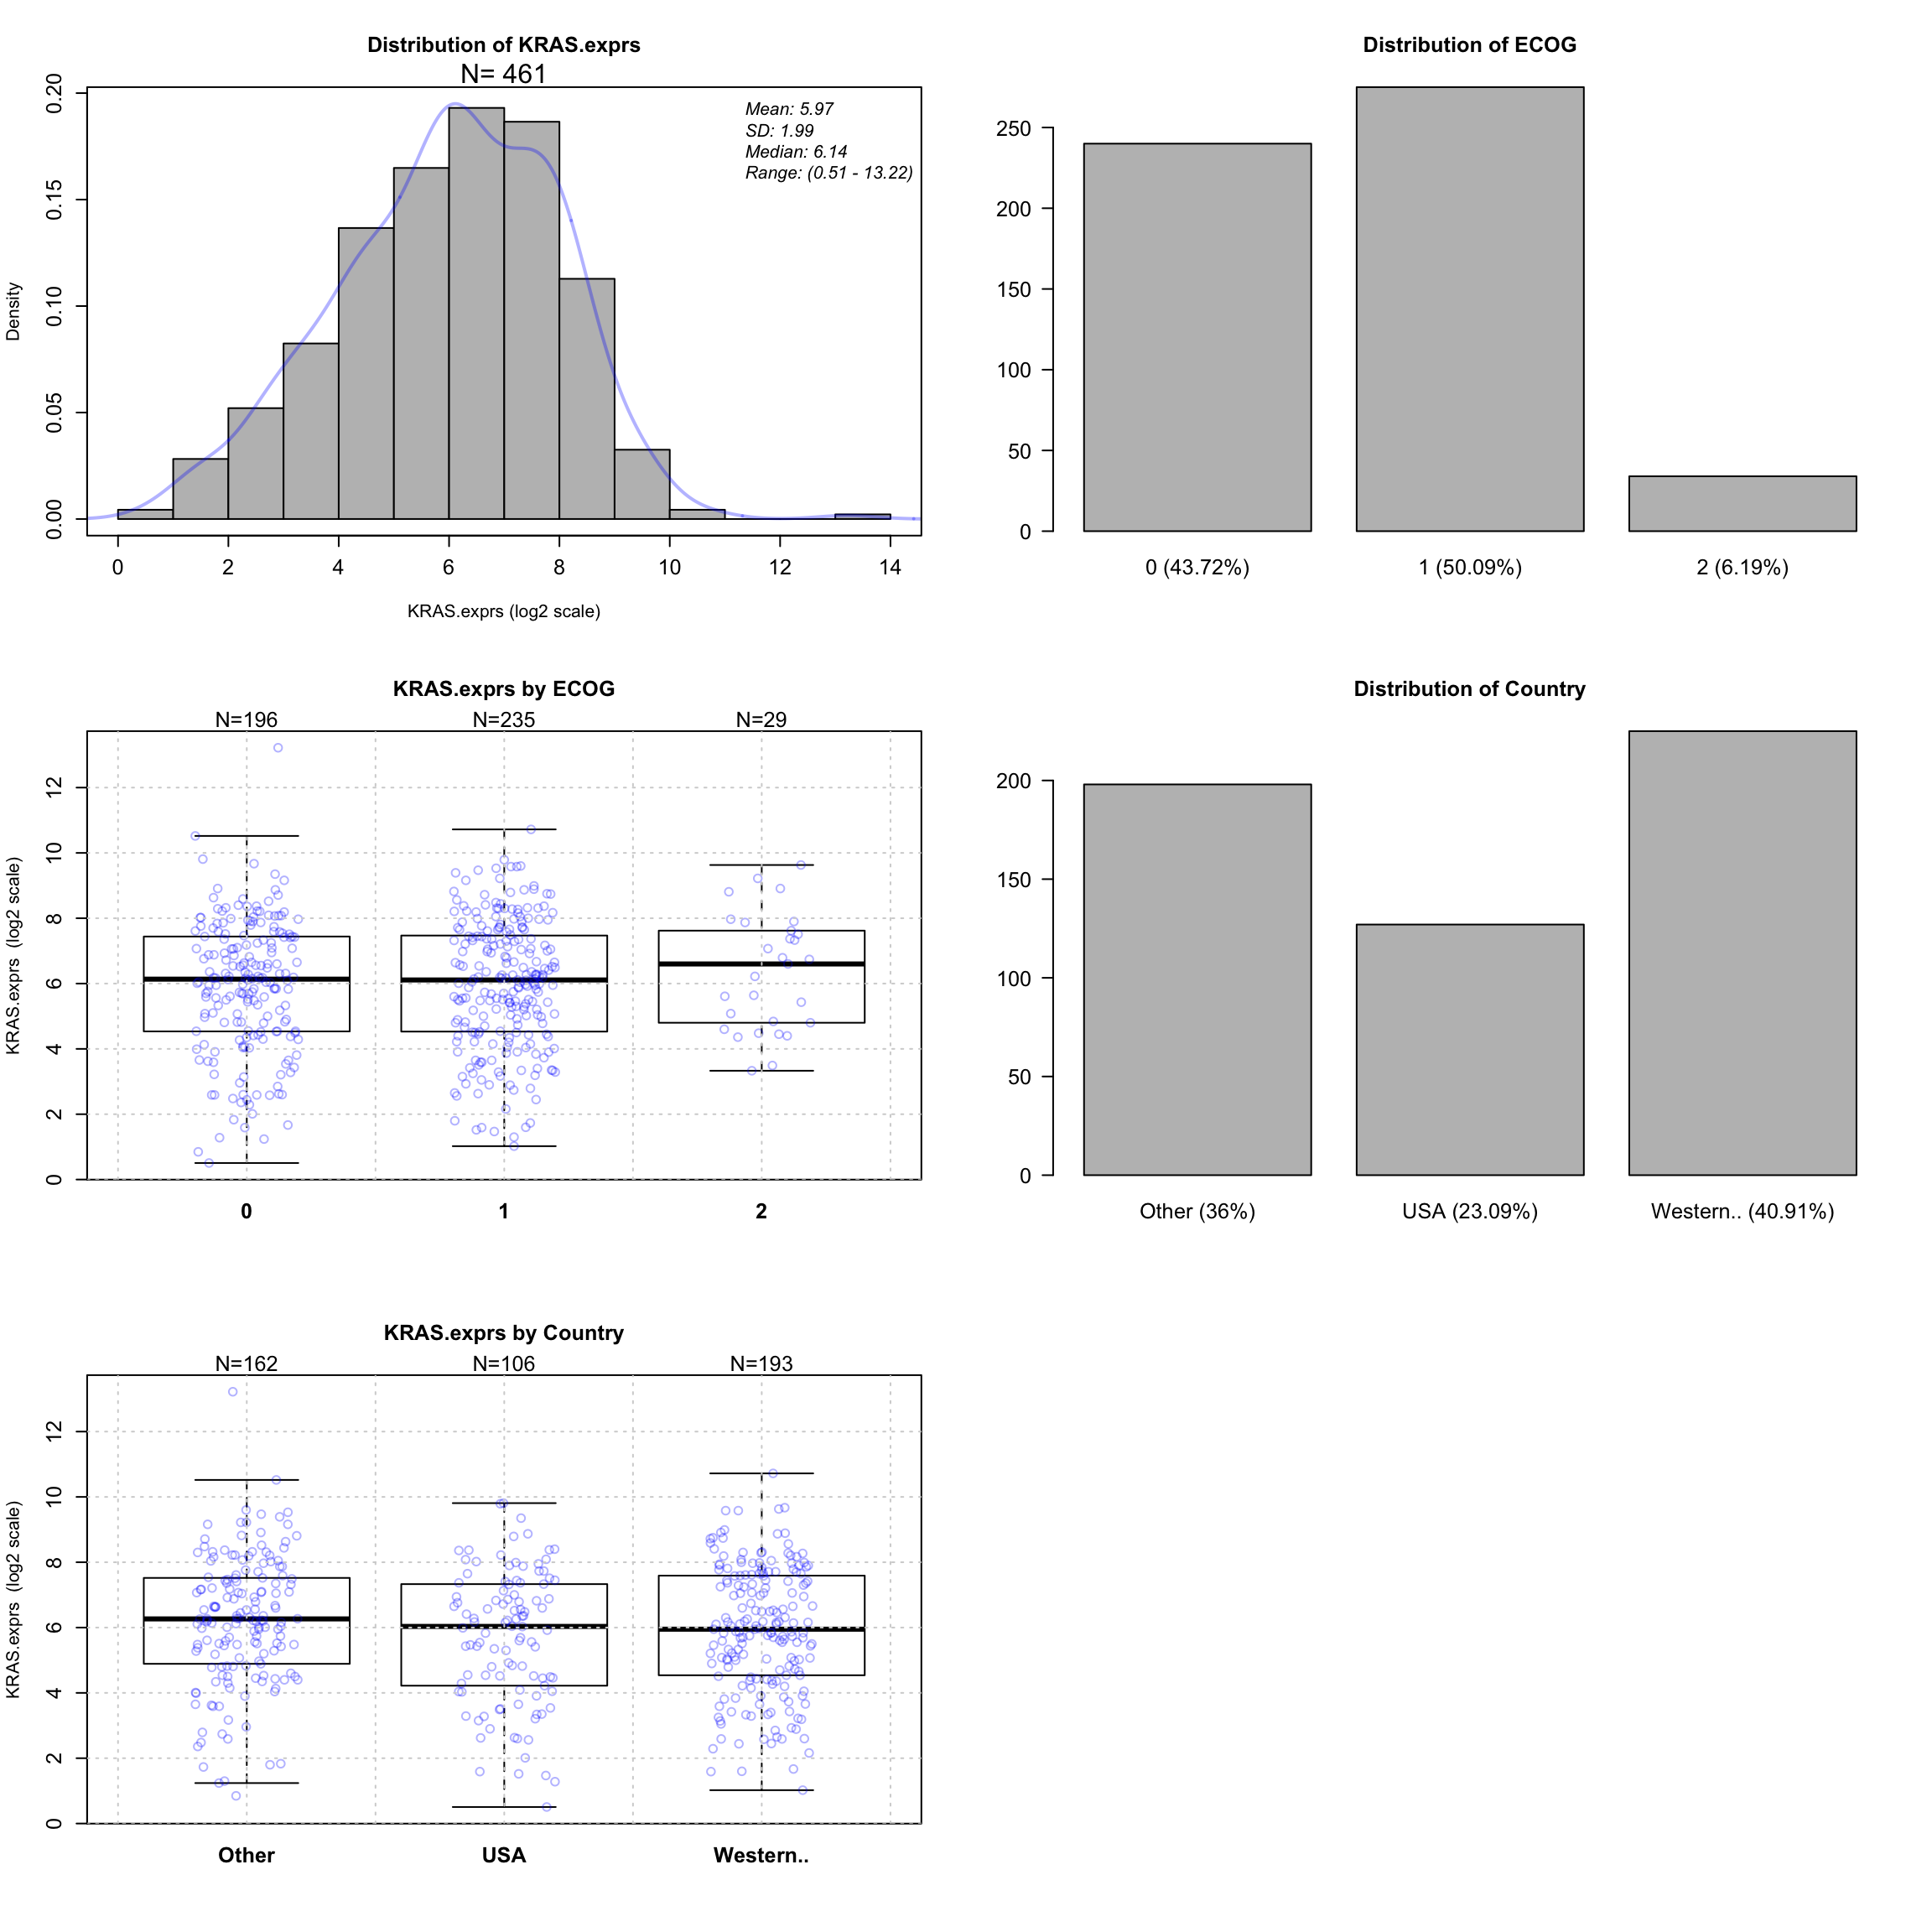 Distribution of KRAS.exprs
N= 461
Mean: 5.97
SD: 1.99
Median: 6.14
Range: (0.51 - 13.22)
Density
0.00 0.05 0.10 0.15 0.20
0 2 4 6 8 10 12 14
KRAS.exprs (log2 scale)
Distribution of ECOG
250
200
150
100
50
0
0 (43.72%) 1 (50.09%) 2 (6.19%)
KRAS.exprs by ECOG
N=196 N=235 N=29
KRAS.exprs (log2 scale)
0 2 4 6 8 10 12
0 1 2
Distribution of Country
200
150
100
50
0
Other (36%) USA (23.09%) Western.. (40.91%)
KRAS.exprs by Country
N=162 N=106 N=193
KRAS.exprs (log2 scale)
0 2 4 6 8 10 12
Other USA Western..